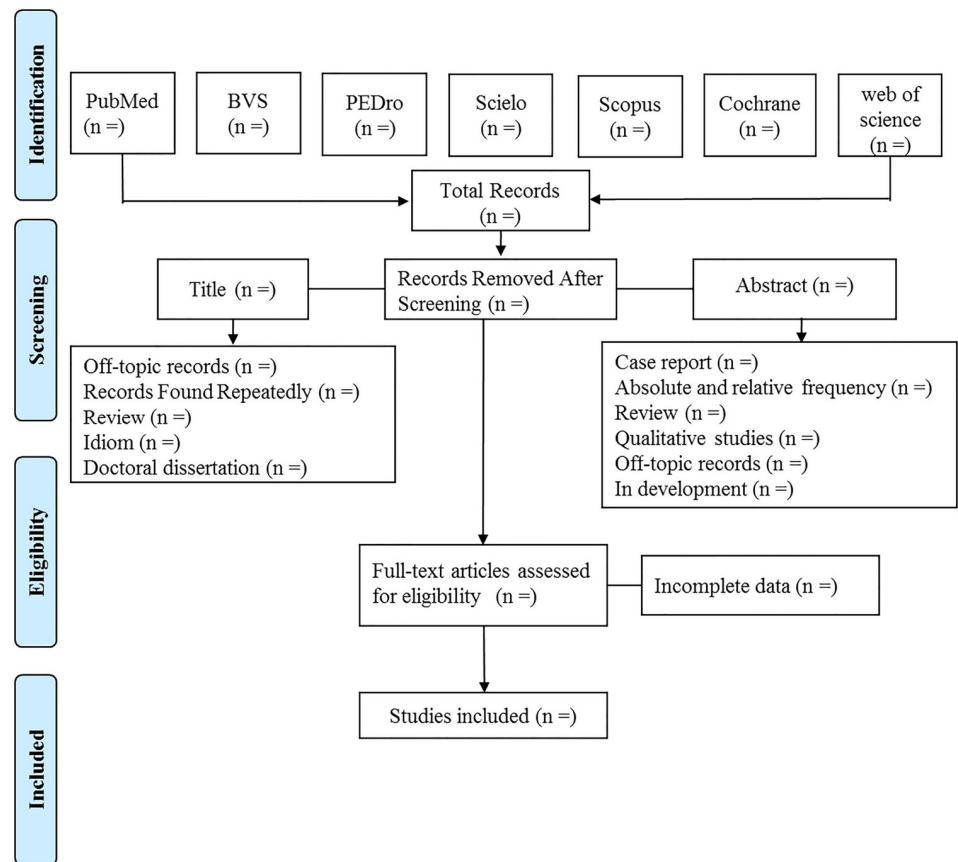 Identification
PubMed
(n =)
BVS
(n =)
PEDro
(n =)
Scielo
(n =)
Scopus
(n =)
Cochrane
(n =)
web of
science
(n =)
Total Records
(n =)
Screening
Title (n =)
Records Removed After
Screening (n =)
Abstract (n =)
Off-topic records (n =)
Records Found Repeatedly (n =)
Review (n =)
Idiom (n =)
Doctoral dissertation (n =)
Case report (n =)
Absolute and relative frequency (n =)
Review (n =)
Qualitative studies (n =)
Off-topic records (n =)
In development (n =)
Eligibility
Full-text articles assessed
for eligibility (n =)
Incomplete data (n =)
Included
Studies included (n =)